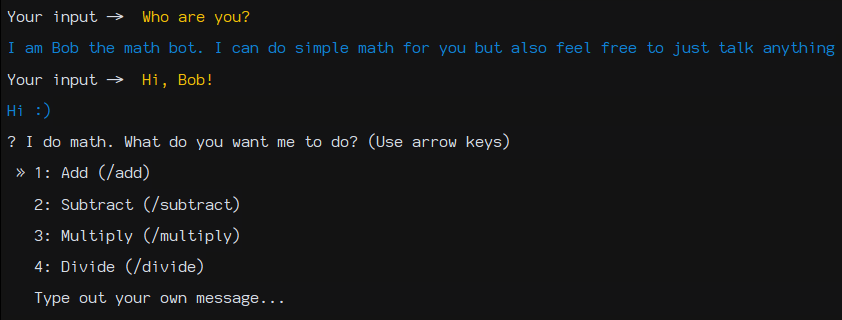 Your input -> Who are you?
I am Bob the math bot. I can do simple math for you but also feel free to just talk anything
Your input -> Hi, Bob!
Hi :)
? I do math. What do you want me to do? (Use arrow keys)
» 1: Add (/add)
2: Subtract (/subtract)
3: Multiply (/multiply)
4: Divide (/divide)
Type out your own message...